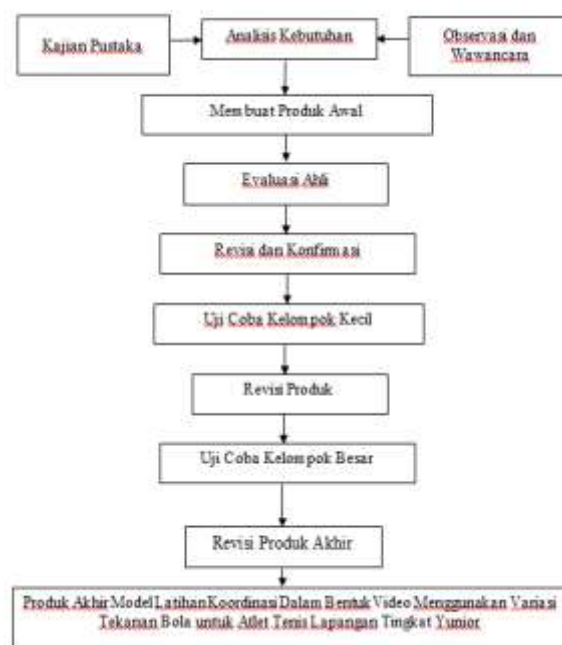 Kajian Pustaka
Analisis Kebutuhan
Observasi dan
Wawancara
Membuat Produk Awal
Evaluasi Ahli
Revisi dan Konfirmasi
Uji Coba Kelompok Kecil
Revisi Produk
Uji Coba Kelompok Besar
Revisi Produk Akhir
Produk Akhir Model Latihan Koordinasi Dalam Bentuk Video Menggunakan Variasi
Tekanan Bola untuk Atlet Tenis Lapangan Tingkat Yunior